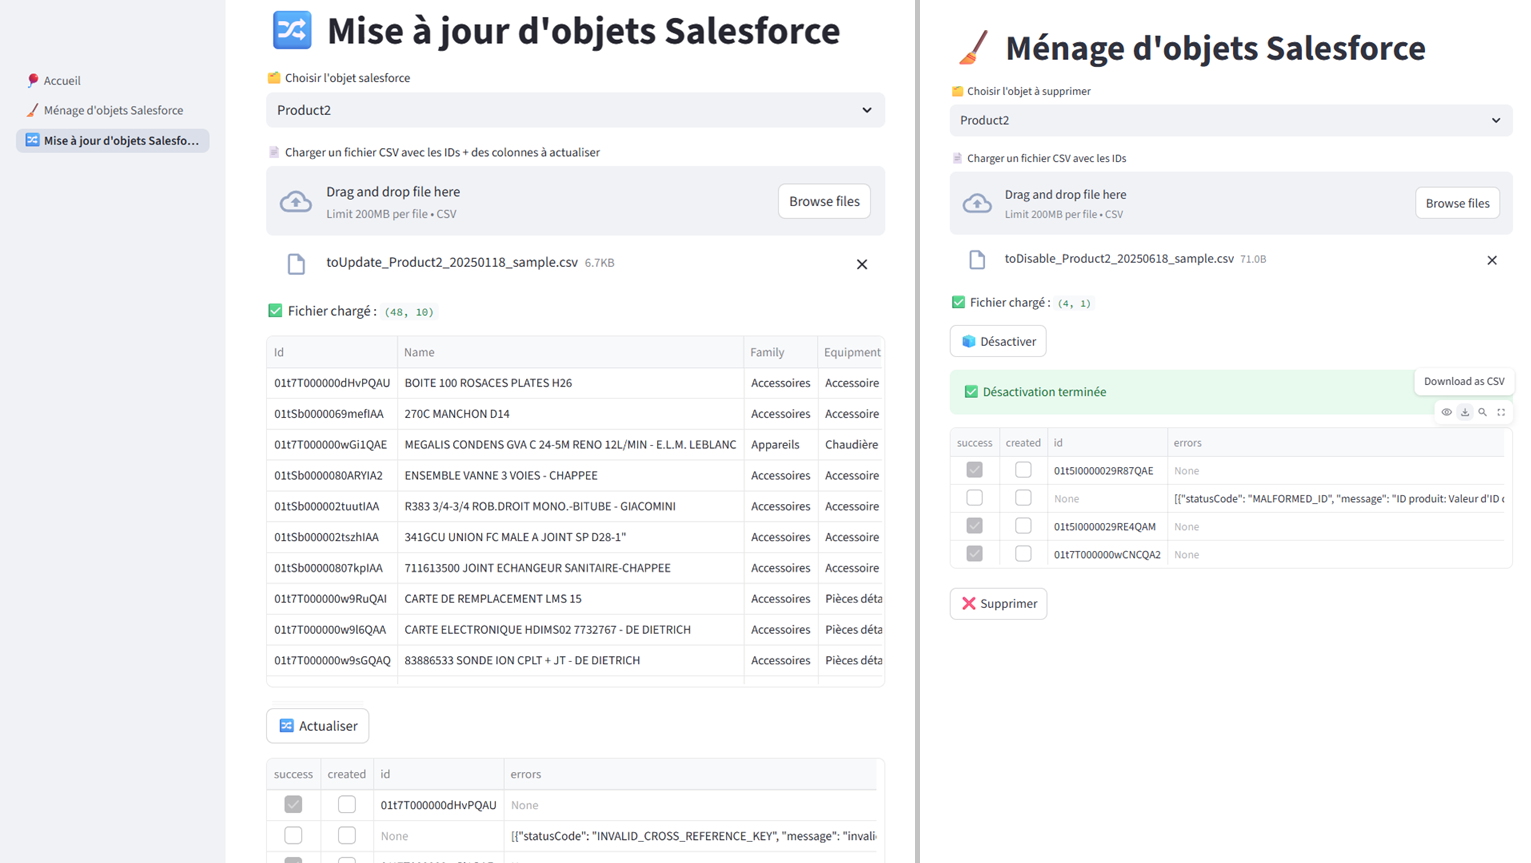 Accueil
Ménage d'objets Salesforce
Mise à jour d'objets Salesfo...
Mise à jour d'objets Salesforce
Choisir l'objet salesforce
Product2
Charger un fichier CSV avec les IDs + des colonnes à actualiser
Drag and drop file here
Limit 200MB per file • CSV
Browse files
toUpdate_Product2_20250118_sample.csv 6.7KB
Fichier chargé : (48, 10)
Id Name Family Equipment
01t7T000000dHvPQAU BOITE 100 ROSACES PLATES H26 Accessoires Accessoire
01tSb0000069mefIAA 270C MANCHON D14 Accessoires Accessoire
01t7T000000wGi1QAE MEGALIS CONDENS GVA C 24-5M RENO 12L/MIN - E.L.M. LEBLANC Appareils Chaudière
01tSb0000080ARYIA2 ENSEMBLE VANNE 3 VOIES - CHAPPEE Accessoires Accessoire
01tSb000002tuutIAA R383 3/4-3/4 ROB.DROIT MONO.-BITUBE - GIACOMINI Accessoires Accessoire
01tSb000002tszhIAA 341GCU UNION FC MALE A JOINT SP D28-1" Accessoires Accessoire
01tSb00000807kpIAA 711613500 JOINT ECHANGEUR SANITAIRE-CHAPPEE Accessoires Accessoire
01t7T000000w9RuQAI CARTE DE REMPLACEMENT LMS 15 Accessoires Pièces déta
01t7T000000w9l6QAA CARTE ELECTRONIQUE HDIMS02 7732767 - DE DIETRICH Accessoires Pièces déta
01t7T000000w9sGQAQ 83886533 SONDE ION CPLT + JT - DE DIETRICH Accessoires Pièces déta
Actualiser
success created id errors
01t7T000000dHvPQAU None
None [{"statusCode": "INVALID_CROSS_REFERENCE_KEY", "message": "invali
Ménage d'objets Salesforce
Choisir l'objet à supprimer
Product2
Charger un fichier CSV avec les IDs
Drag and drop file here
Limit 200MB per file • CSV
Browse files
toDisable_Product2_20250618_sample.csv 71.0B
Fichier chargé : (4, 1)
Désactiver
Désactivation terminée
Download as CSV
success created id errors
01t5I0000029R87QAE None
None [{"statusCode": "MALFORMED_ID", "message": "ID produit: Valeur d'ID
01t5I0000029RE4QAM None
01t7T000000wCNCQA2 None
Supprimer